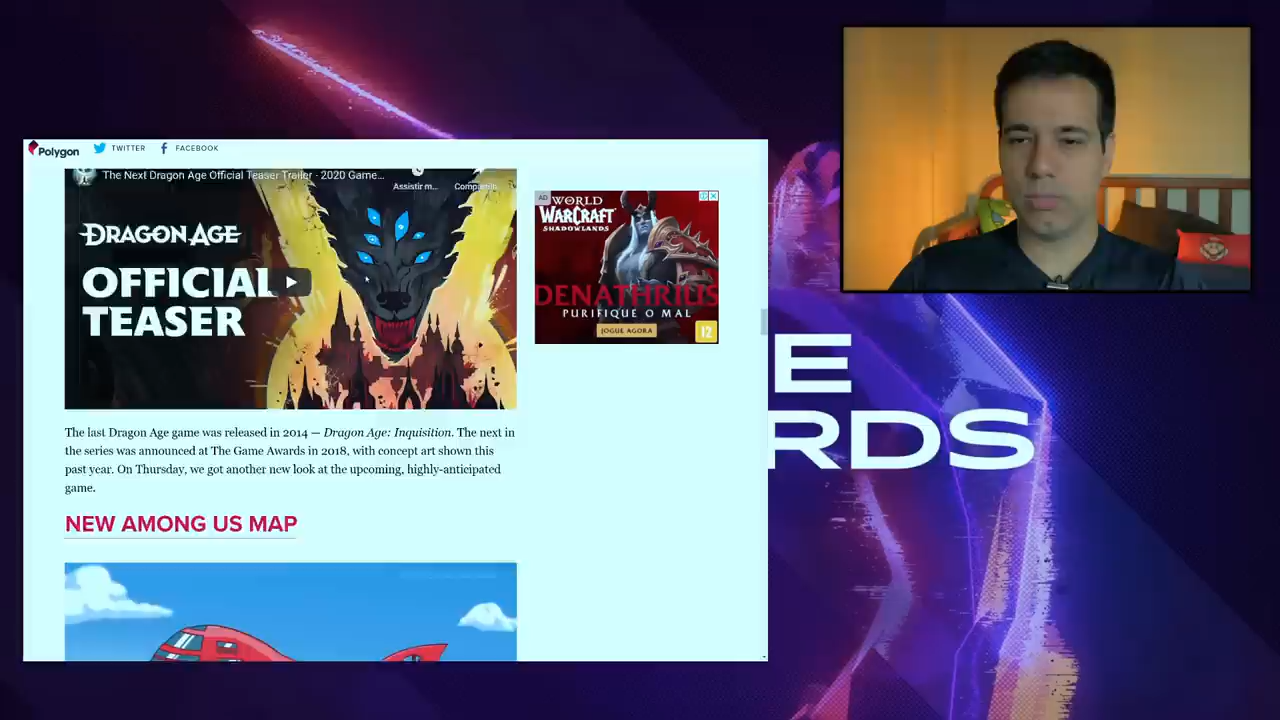 Polygon
TWITTER
FACEBOOK
The Next Dragon Age Official Teaser Trailer - 2020 Game...
Assistir m...
DRAGON AGE
OFFICIAL
TEASER
AD
WORLD
WARCRAFT
SHADOWLANDS
DENATHRIUS
PURIFIQUE O MAL
JOGUE AGORA
12
The last Dragon Age game was released in 2014 — Dragon Age: Inquisition. The next in
the series was announced at The Game Awards in 2018, with concept art shown this
past year. On Thursday, we got another new look at the upcoming, highly-anticipated
game.
NEW AMONG US MAP
E
RDS